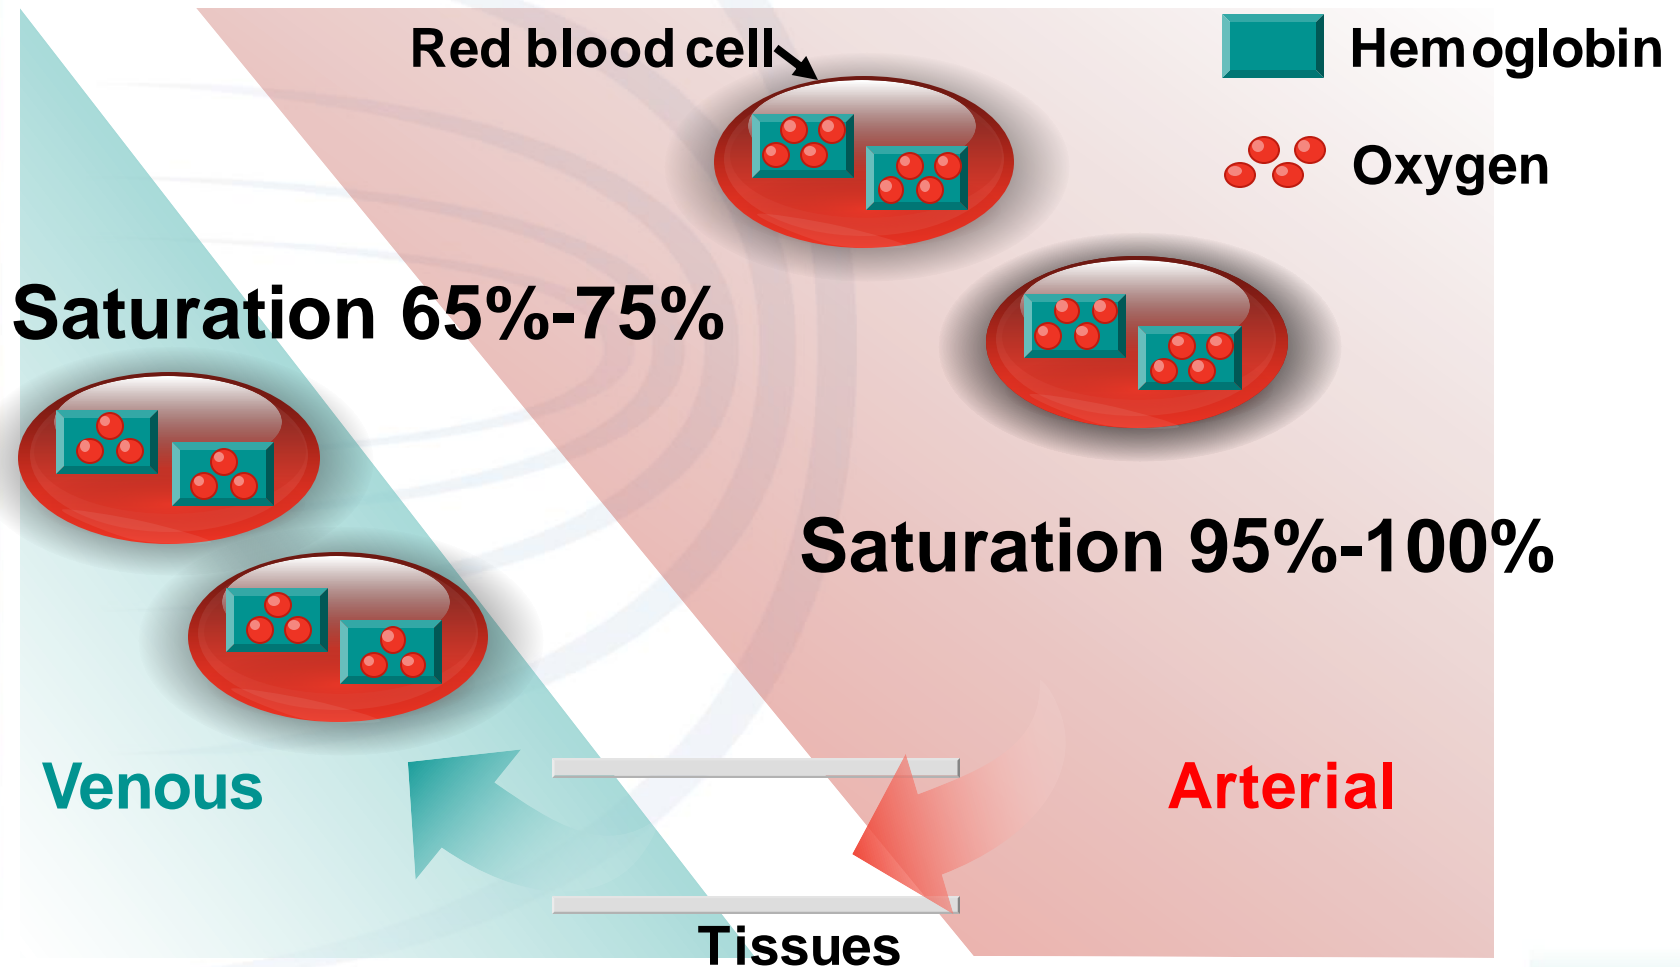 Red blood cell
Hemoglobin
Oxygen
Saturation 65%-75%
Saturation 95%-100%
Venous
Arterial
Tissues